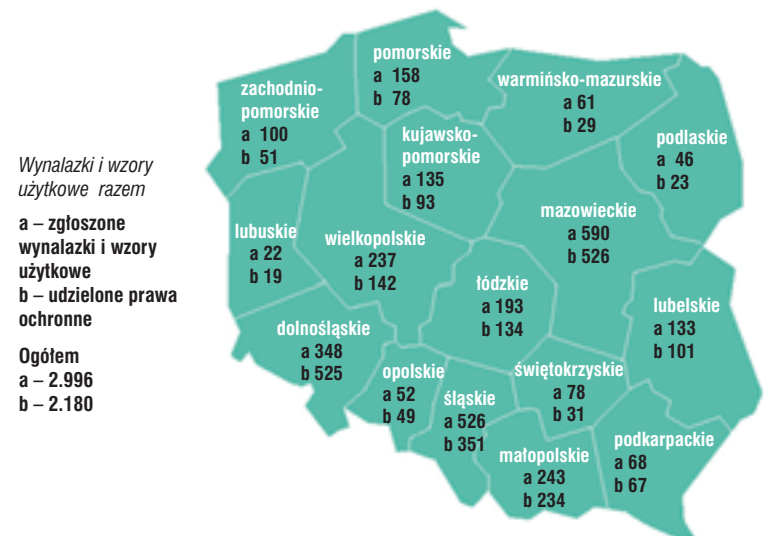 Wynalazki i wzory
użytkowe razem
a – zgłoszone
wynalazki i wzory
użytkowe
b – udzielone prawa
ochronne
Ogółem
a – 2.996
b – 2.180
zachodnio-
pomorskie
a 100
b 51
pomorskie
a 158
b 78
warmińsko-mazurskie
a 61
b 29
podlaskie
a 46
b 23
kujawsko-
pomorskie
a 135
b 93
mazowieckie
a 590
b 526
lubuskie
a 22
b 19
wielkopolskie
a 237
b 142
łódzkie
a 193
b 134
lubelskie
a 133
b 101
dolnośląskie
a 348
b 525
opolskie
a 52
b 49
śląskie
a 526
b 351
świętokrzyskie
a 78
b 31
małopolskie
a 243
b 234
podkarpackie
a 68
b 67